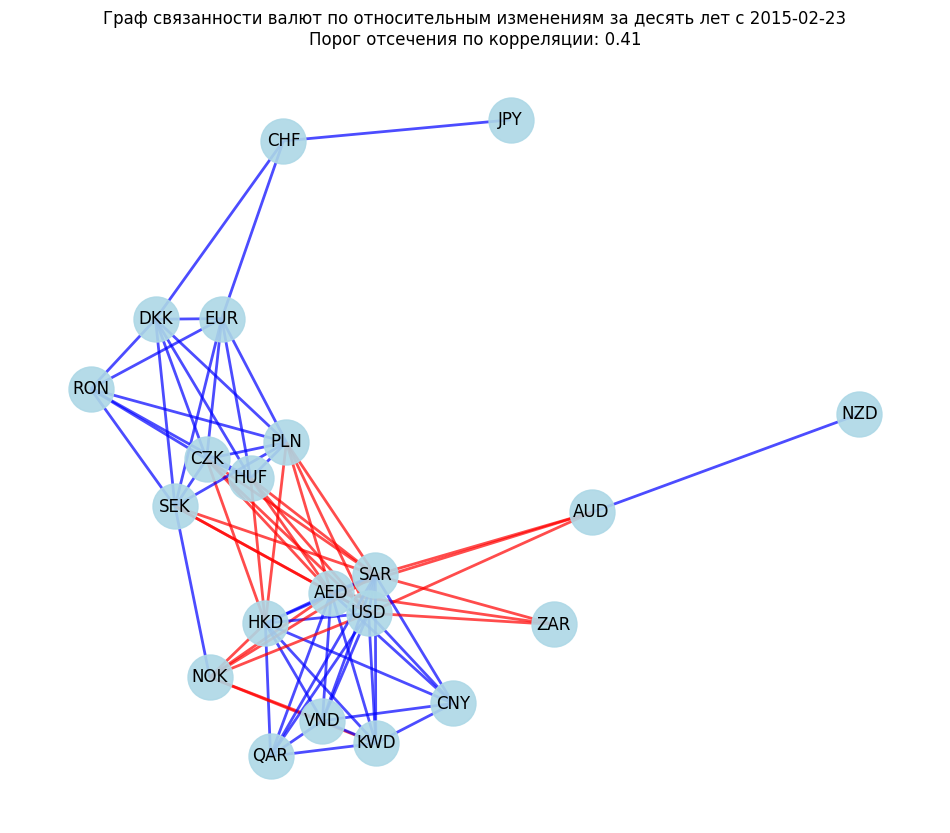 Граф связанности валют по относительным изменениям за десять лет с 2015-02-23
Порог отсечения по корреляции: 0.41
JPY
CHF
DKK
EUR
RON
NZD
PLN
CZK
HUF
SEK
AUD
SAR
AED
USD
HKD
ZAR
NOK
CNY
VND
KWD
QAR